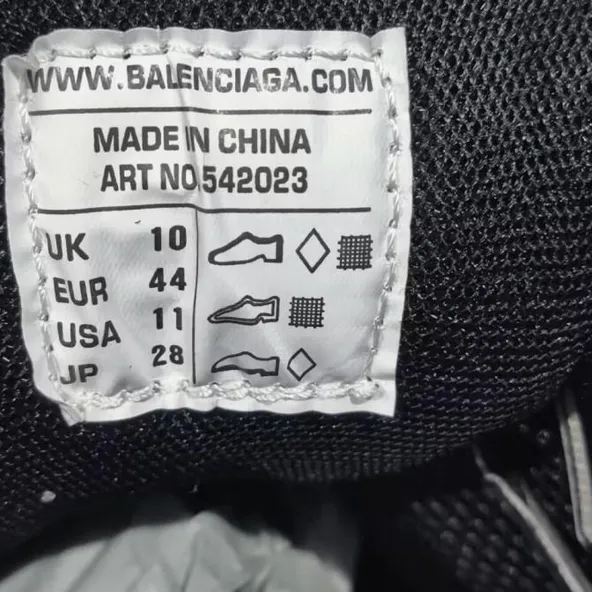 WWW.BALENCIAGA.COM
MADE IN CHINA
ART NO.542023
UK 10
EUR 44
USA 11
JP 28